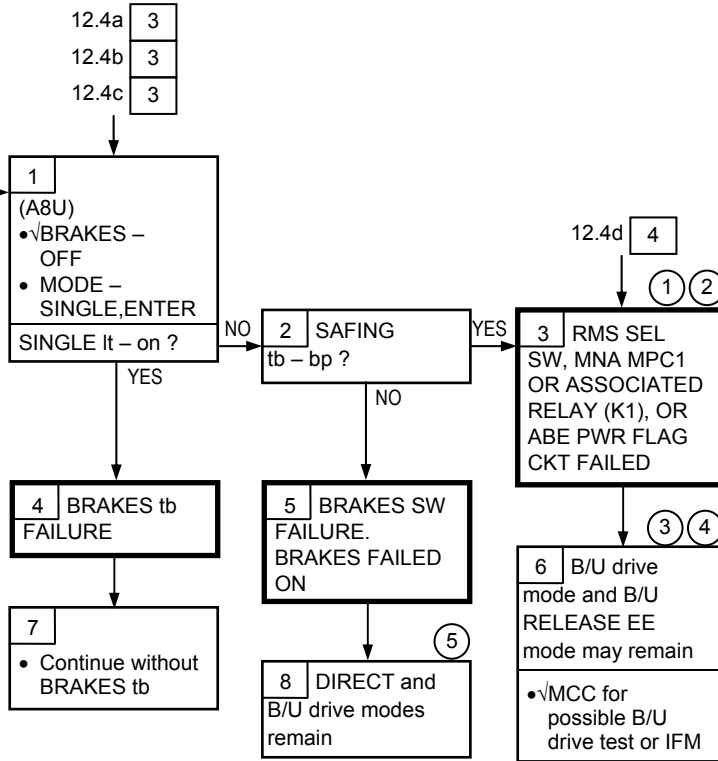 12.4a 3
12.4b 3
12.4c 3
1
(A8U)
•√BRAKES –
OFF
• MODE –
SINGLE,ENTER
SINGLE lt – on ?
NO
YES
2 SAFING
tb – bp ?
YES
NO
12.4d 4
1 2
3 RMS SEL
SW, MNA MPC1
OR ASSOCIATED
RELAY (K1), OR
ABE PWR FLAG
CKT FAILED
4 BRAKES tb
FAILURE
5 BRAKES SW
FAILURE.
BRAKES FAILED
ON
3 4
6 B/U drive
mode and B/U
RELEASE EE
mode may remain
•√MCC for
possible B/U
drive test or IFM
7
• Continue without
BRAKES tb
5
8 DIRECT and
B/U drive modes
remain